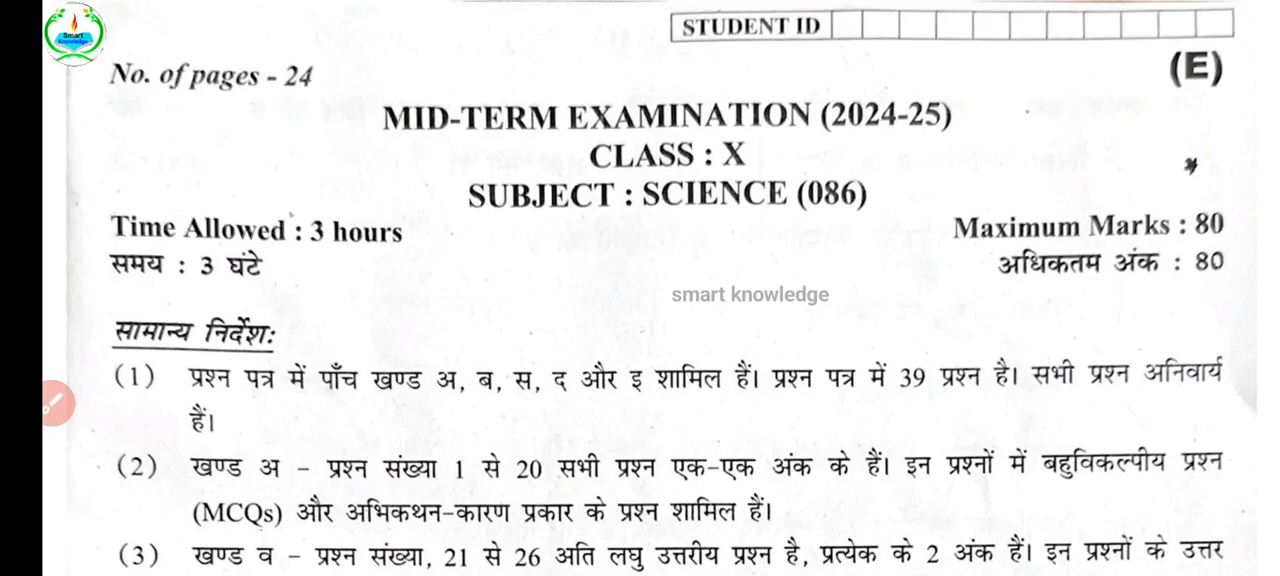 Smart
Knowledge
STUDENT ID
(E)
No. of pages - 24
MID-TERM EXAMINATION (2024-25)
CLASS : X
SUBJECT : SCIENCE (086)
Time Allowed : 3 hours
Maximum Marks : 80
समय : 3 घंटे
अधिकतम अंक : 80
smart knowledge
सामान्य निर्देशः
(1) प्रश्न पत्र में पाँच खण्ड अ, ब, स, द और इ शामिल हैं। प्रश्न पत्र में 39 प्रश्न है। सभी प्रश्न अनिवार्य
हैं।
(2) खण्ड अ – प्रश्न संख्या 1 से 20 सभी प्रश्न एक-एक अंक के हैं। इन प्रश्नों में बहुविकल्पीय प्रश्न
(MCQs) और अभिकथन-कारण प्रकार के प्रश्न शामिल हैं।
(3) खण्ड व – प्रश्न संख्या, 21 से 26 अति लघु उत्तरीय प्रश्न है, प्रत्येक के 2 अंक हैं। इन प्रश्नों के उत्तर